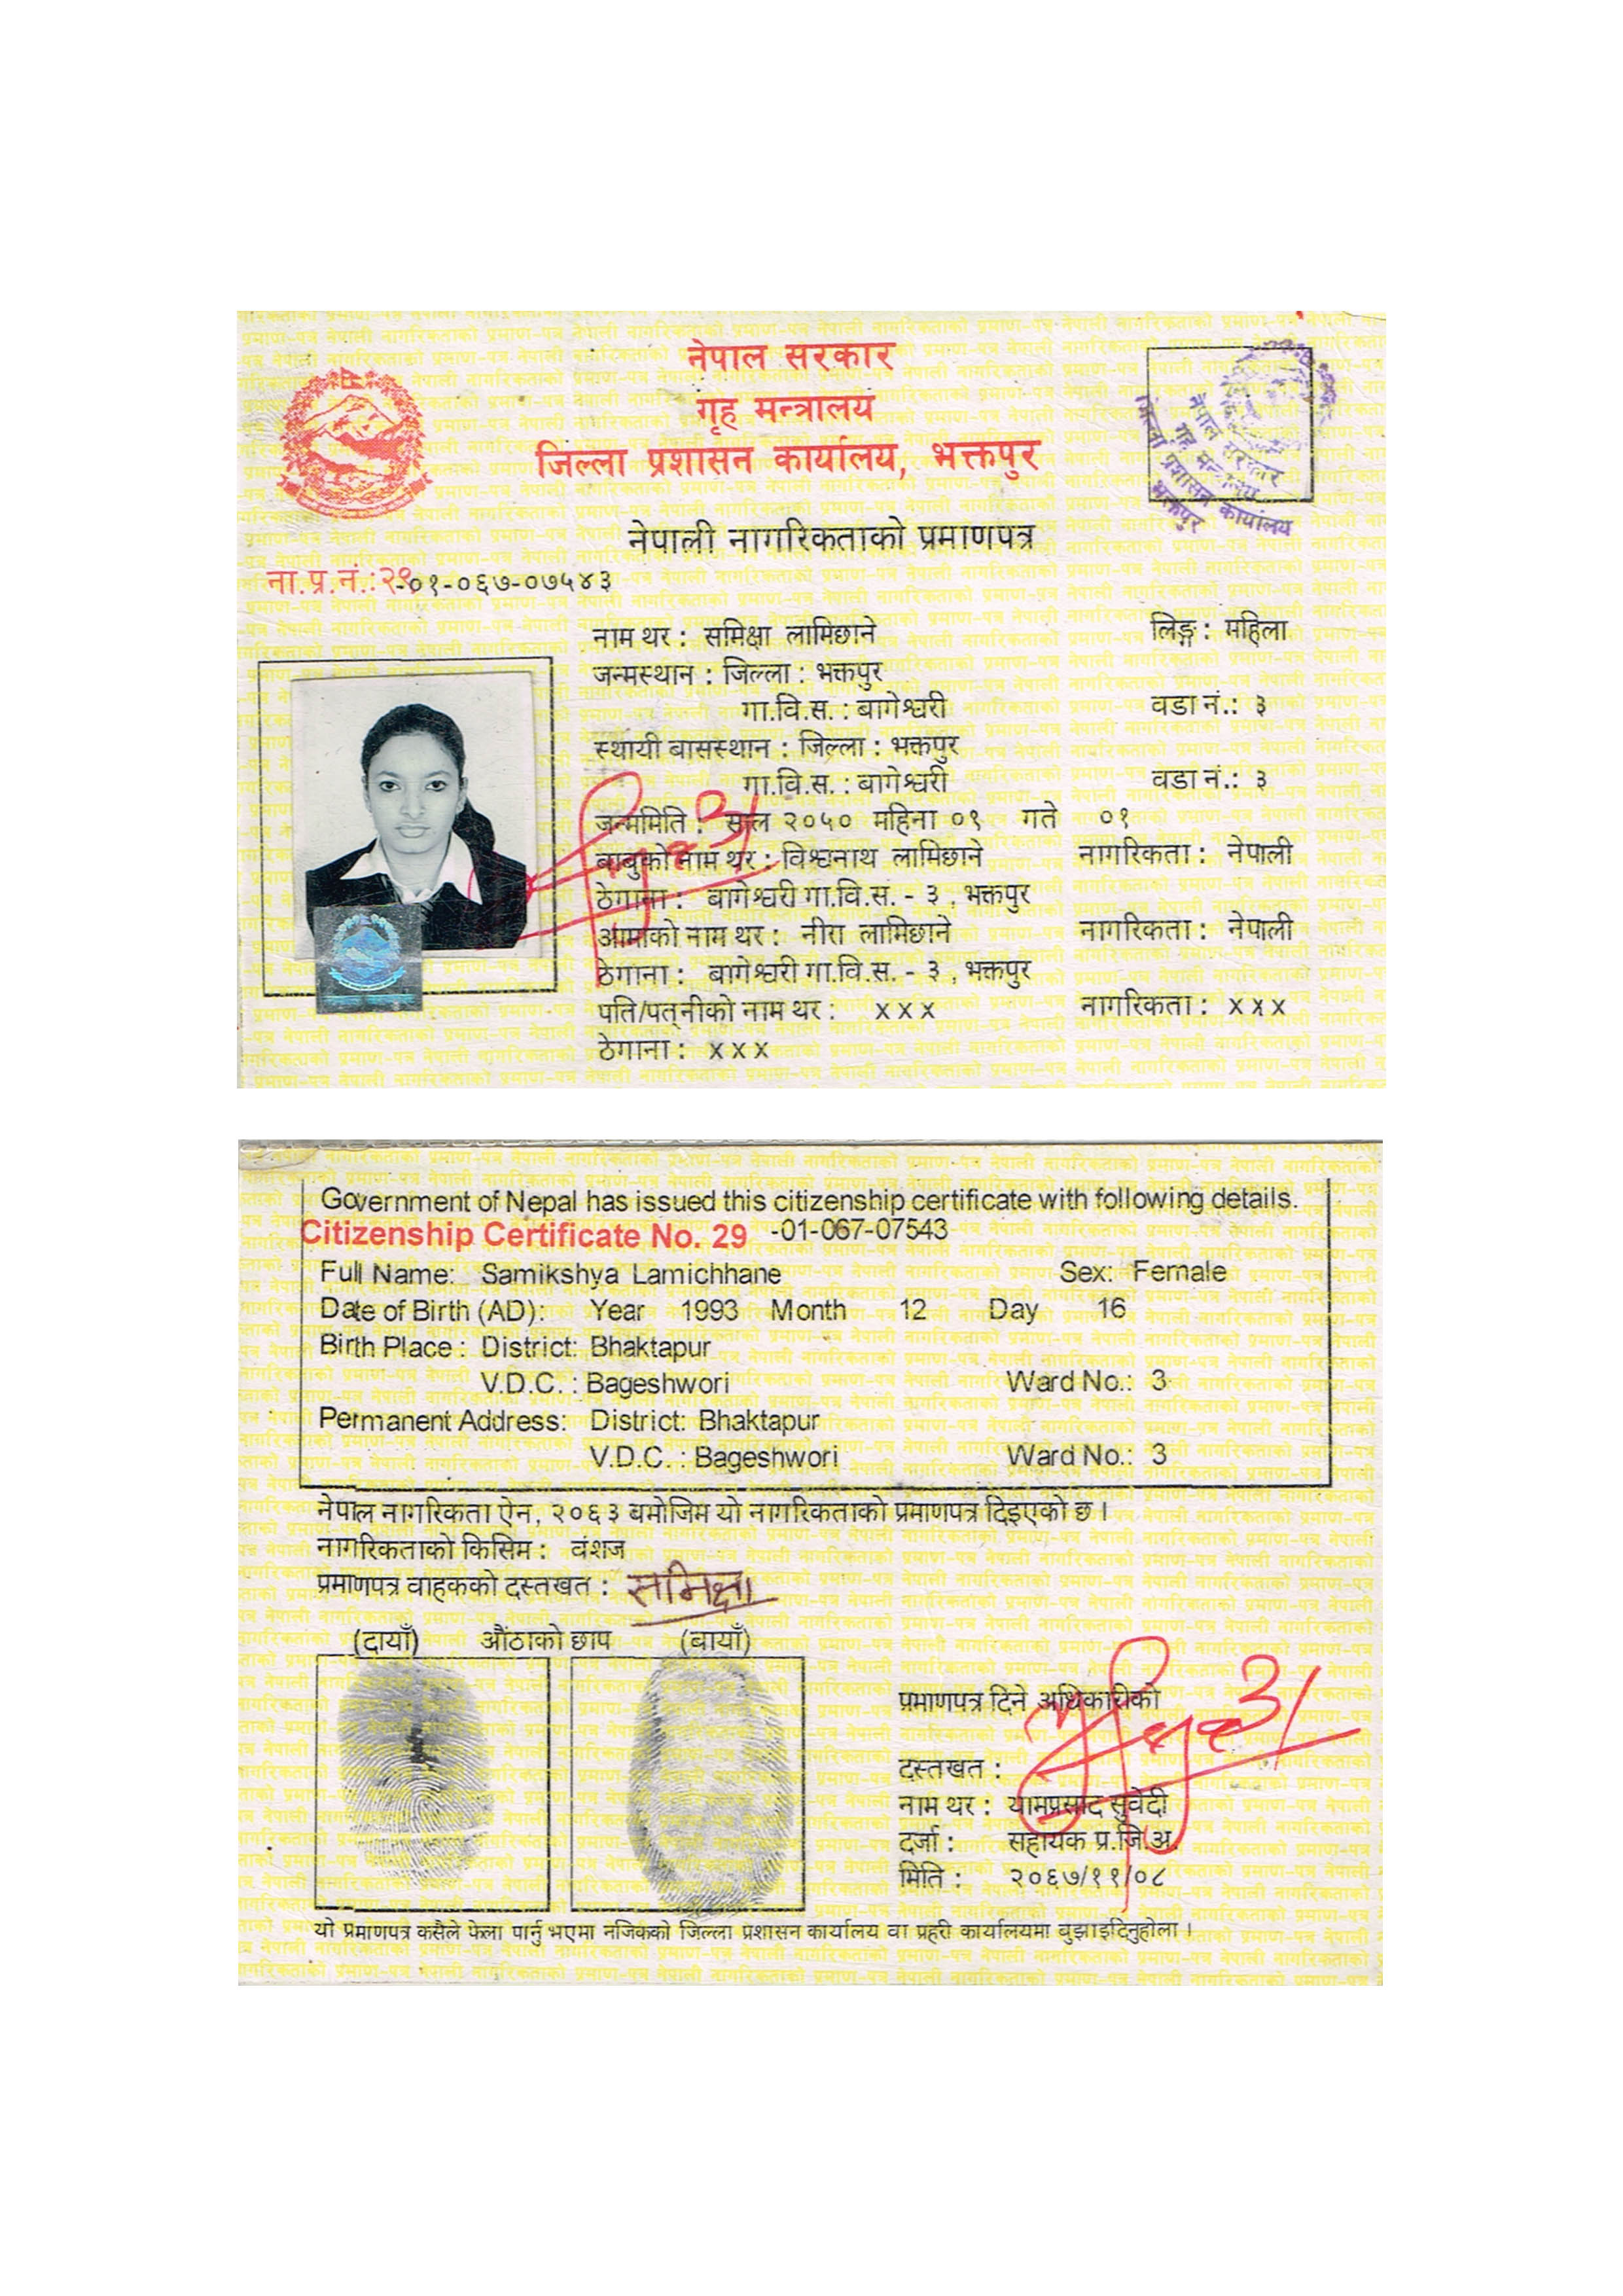 नेपाल सरकार
गृह मन्त्रालय
जिल्ला प्रशासन कार्यालय, भक्तपुर
नेपाल सरकार
गृह मन्त्रालय
जिल्ला प्रशासन कार्यालय
भक्तपुर
नेपाली नागरिकताको प्रमाणपत्र
ना.प्र.नं.:२९-०१-०६७-०७५४३
नाम थर : समिक्षा लामिछाने लिङ्ग : महिला
जन्मस्थान : जिल्ला : भक्तपुर
गा.वि.स. : बागेश्वरी वडा नं.: ३
स्थायी बासस्थान : जिल्ला : भक्तपुर
गा.वि.स. : बागेश्वरी वडा नं.: ३
जन्ममिति : साल २०५० महिना ०९ गते ०१
बाबुको नाम थर : विश्वनाथ लामिछाने नागरिकता : नेपाली
ठेगाना : बागेश्वरी गा.वि.स. - ३ , भक्तपुर
आमाको नाम थर : नीरा लामिछाने नागरिकता : नेपाली
ठेगाना : बागेश्वरी गा.वि.स. - ३ , भक्तपुर
पति/पत्नीको नाम थर : x x x नागरिकता : x x x
ठेगाना : x x x
Government of Nepal has issued this citizenship certificate with following details.
Citizenship Certificate No. 29 -01-067-07543
Full Name: Samikshya Lamichhane Sex: Female
Date of Birth (AD): Year 1993 Month 12 Day 16
Birth Place : District: Bhaktapur
V.D.C. : Bageshwori Ward No.: 3
Permanent Address: District: Bhaktapur
V.D.C. : Bageshwori Ward No.: 3
नेपाल नागरिकता ऐन, २०६३ बमोजिम यो नागरिकताको प्रमाणपत्र दिइएको छ ।
नागरिकताको किसिम : वंशज
प्रमाणपत्र वाहकको दस्तखत : समिक्षा
(दायाँ) औंठाको छाप (बायाँ)
प्रमाणपत्र दिने अधिकारीको
दस्तखत :
नाम थर : यामप्रसाद सुवेदी
दर्जा : सहायक प्र.जि.अ.
मिति : २०६७/११/०८
यो प्रमाणपत्र कसैले फेला पार्नु भएमा नजिकको जिल्ला प्रशासन कार्यालय वा प्रहरी कार्यालयमा बुझाइदिनुहोला ।